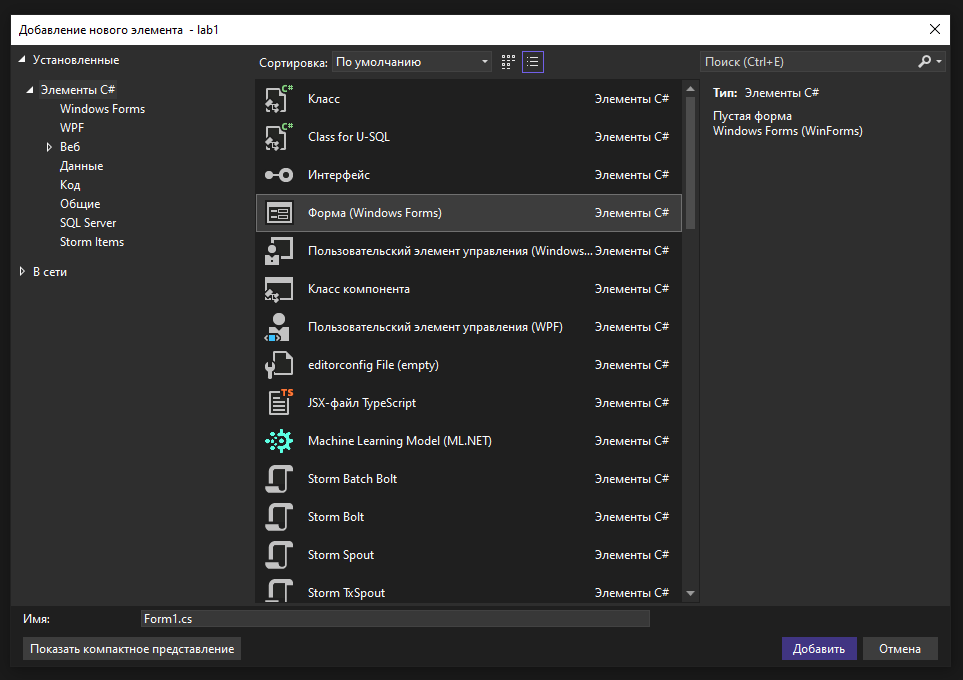 Добавление нового элемента - lab1
Установленные
Элементы C#
Windows Forms
WPF
Веб
Данные
Код
Общие
SQL Server
Storm Items
В сети
Сортировка: По умолчанию
Класс Элементы C#
Class for U-SQL Элементы C#
Интерфейс Элементы C#
Форма (Windows Forms) Элементы C#
Пользовательский элемент управления (Windows... Элементы C#
Класс компонента Элементы C#
Пользовательский элемент управления (WPF) Элементы C#
editorconfig File (empty) Элементы C#
TS
JSX-файл TypeScript Элементы C#
Machine Learning Model (ML.NET) Элементы C#
Storm Batch Bolt Элементы C#
Storm Bolt Элементы C#
Storm Spout Элементы C#
Storm TxSpout Элементы C#
Поиск (Ctrl+E)
Тип: Элементы C#
Пустая форма
Windows Forms (WinForms)
Имя: Form1.cs
Показать компактное представление
Добавить Отмена